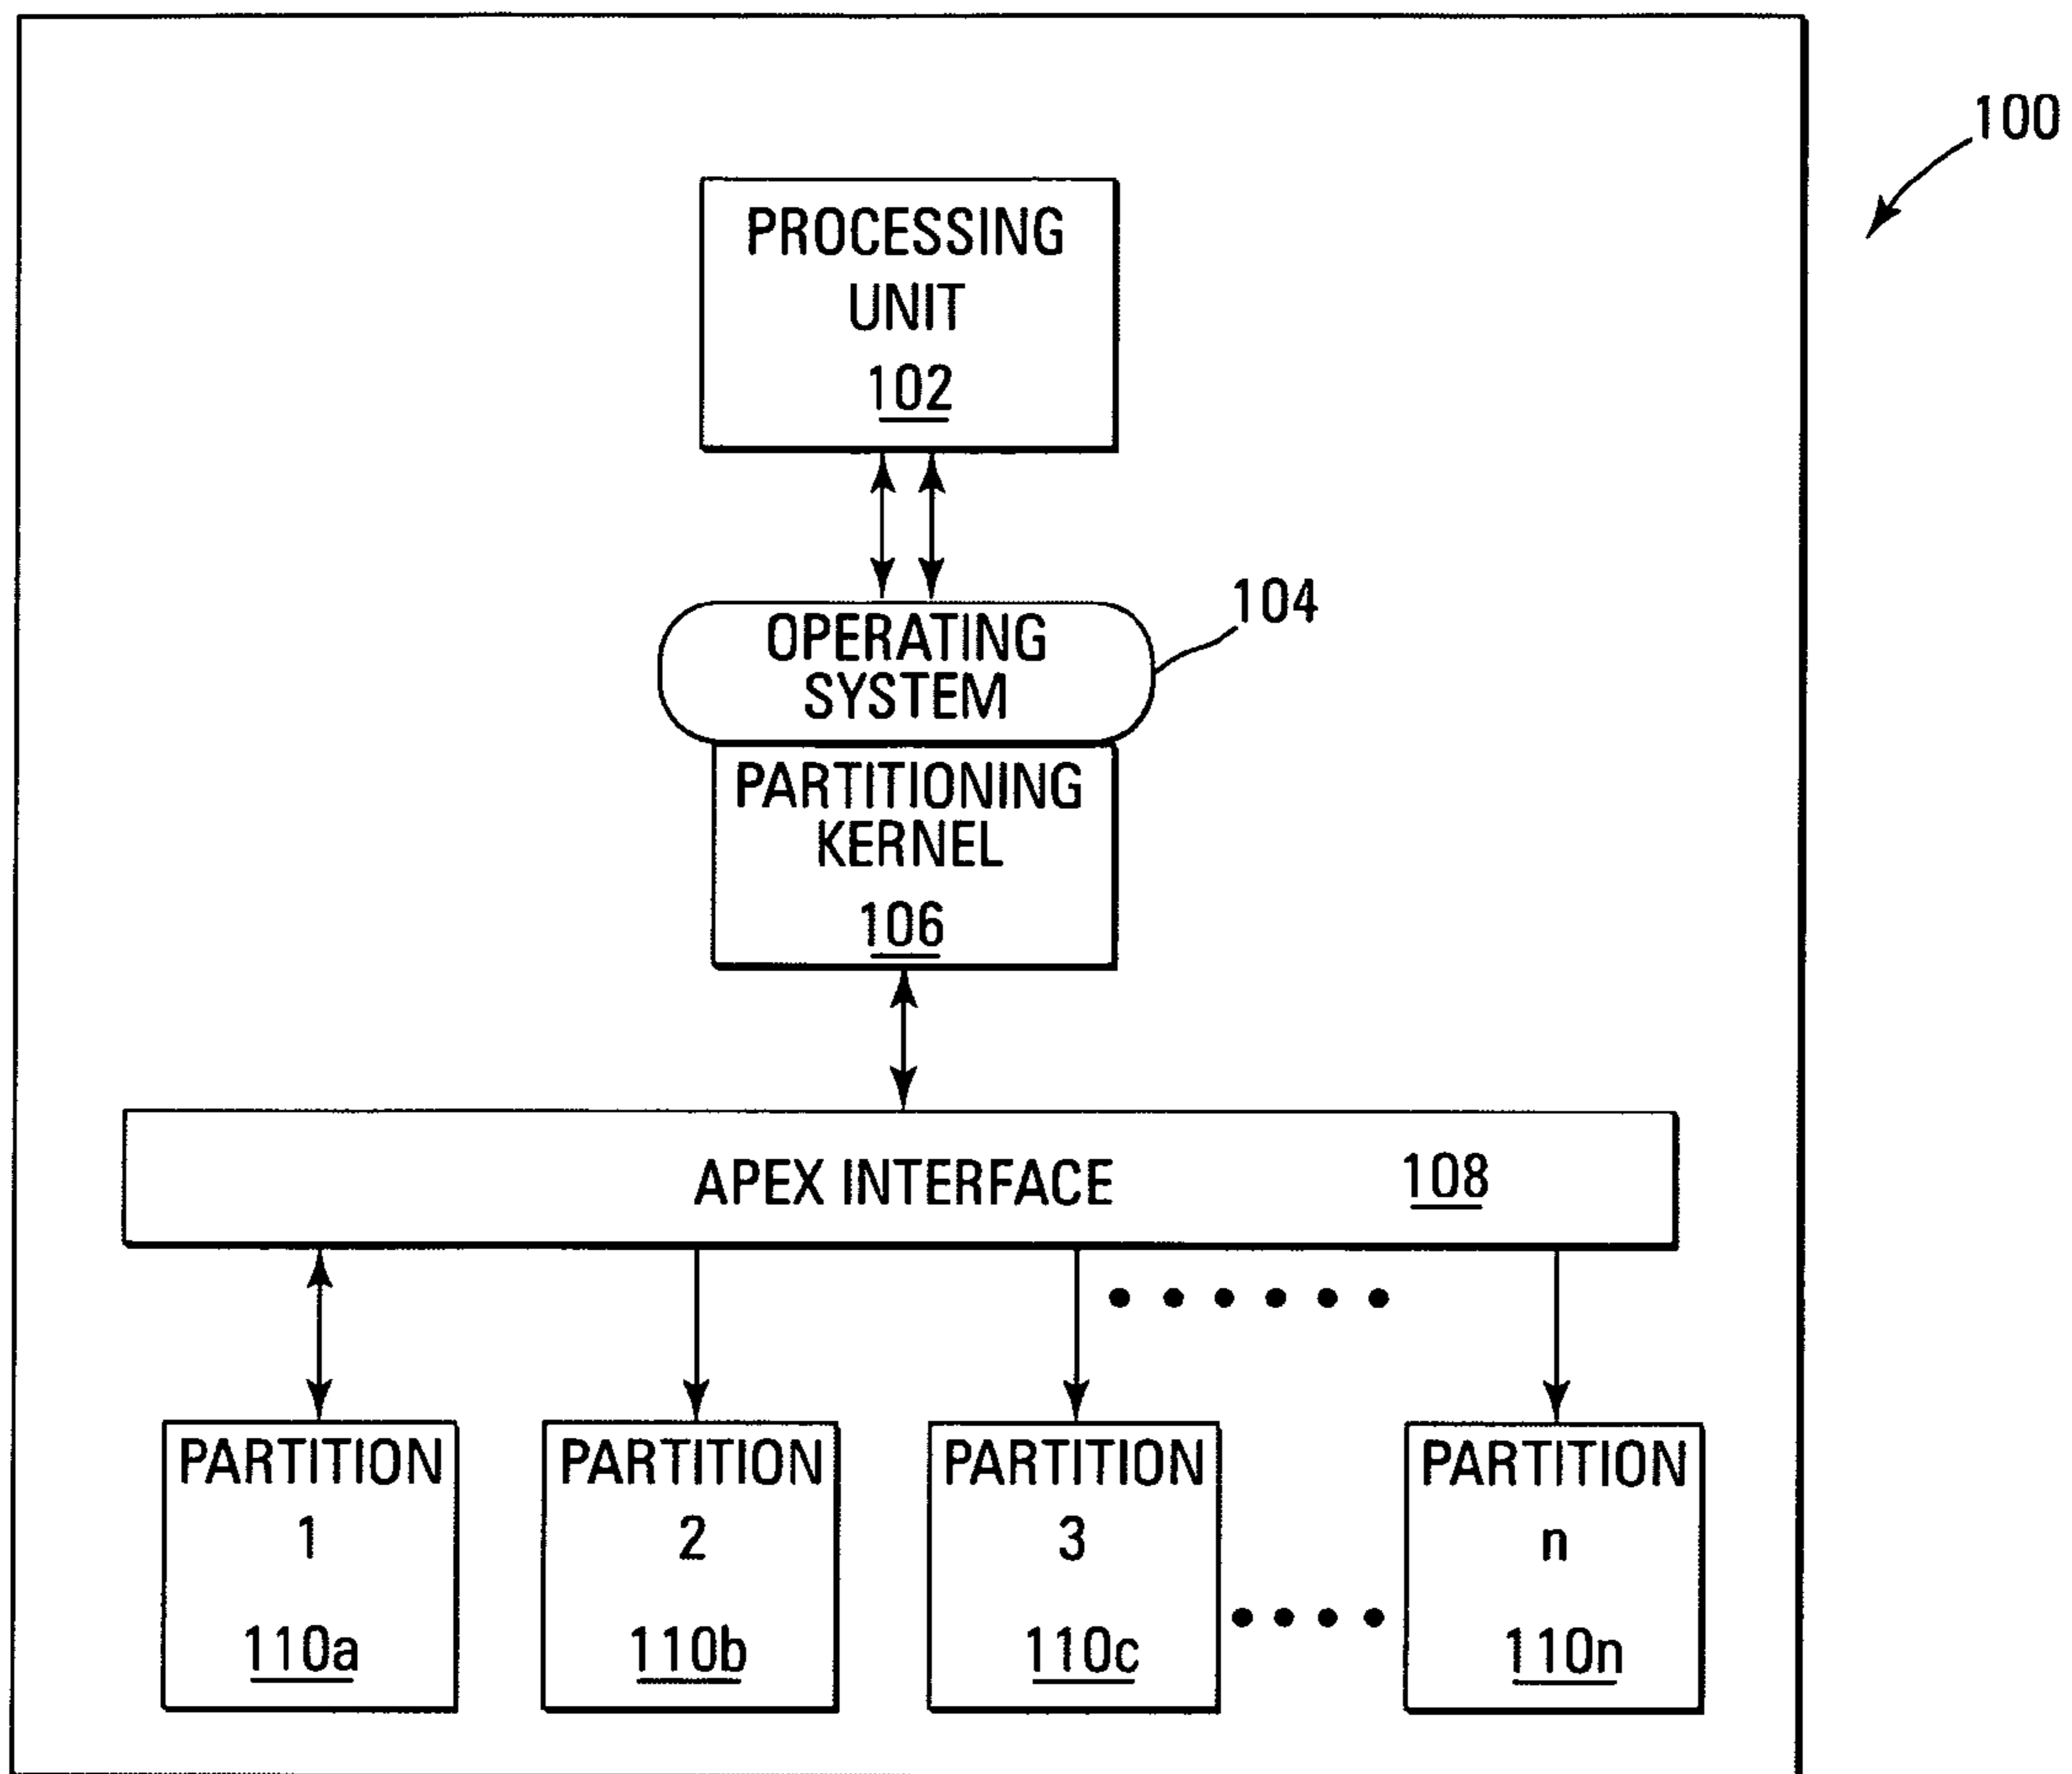 100
PROCESSING
UNIT
102
104
OPERATING
SYSTEM
PARTITIONING
KERNEL
106
APEX INTERFACE 108
PARTITION
1
110a
PARTITION
2
110b
PARTITION
3
110c
PARTITION
n
110n